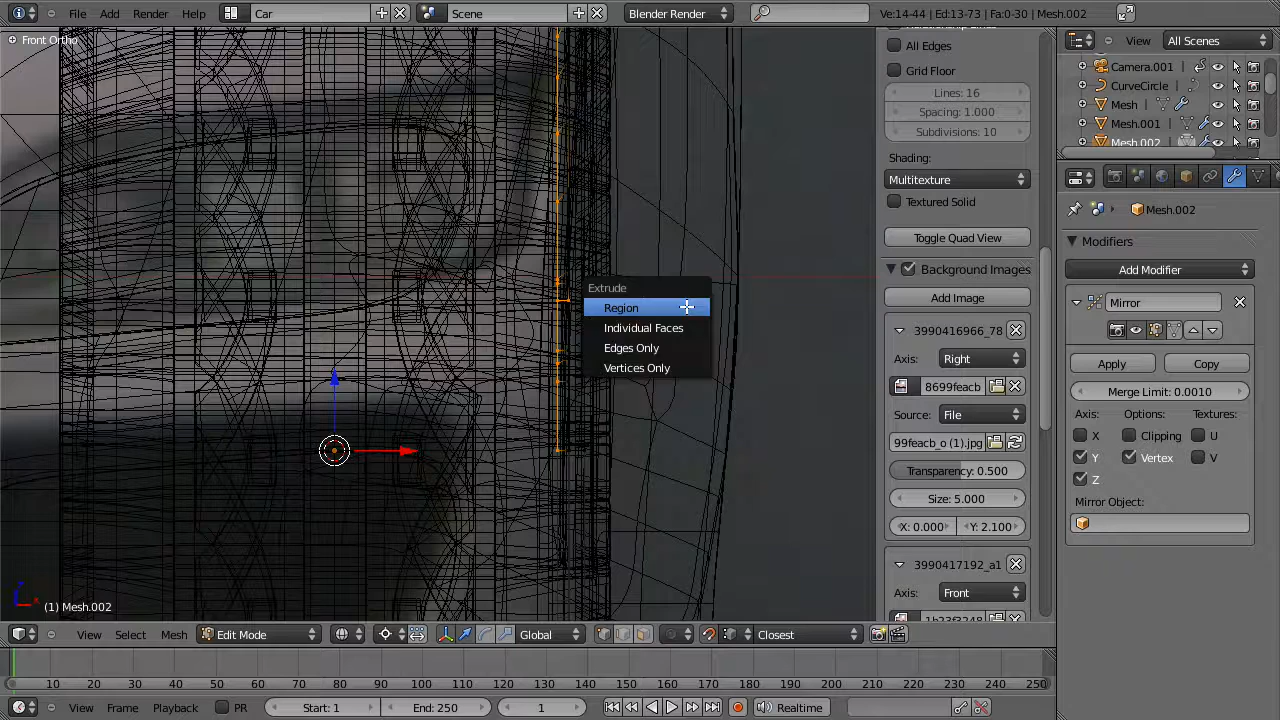 File Add Render Help Car Scene Blender Render Ve:14-44 | Ed:13-73 | Fa:0-30 | Mesh.002
Front Ortho
(1) Mesh.002
Extrude
Region
Individual Faces
Edges Only
Vertices Only
All Edges
Grid Floor
Lines: 16
Spacing: 1.000
Subdivisions: 10
Shading:
Multitexture
Textured Solid
Toggle Quad View
Background Images
Add Image
3990416966_78
Axis: Right
8699feacb
Source: File
99feacb_o (1).jpg
Transparency: 0.500
Size: 5.000
X: 0.000 Y: 2.100
3990417192_a1
Axes: Front
View All Scenes
Camera.001
CurveCircle
Mesh
Mesh.001
Mesh.002
Mesh.002
Modifiers
Add Modifier
Mirror
Apply Copy
Merge Limit: 0.0010
Axis: Options: Textures:
X Clipping U
Y Vertex V
Z
Mirror Object:
View Select Mesh Edit Mode Global Closest
10 20 30 40 50 60 70 80 90 100 110 120 130 140 150 160 170 180 190 200 210 220 230 240 250
View Frame Playback PR Start: 1 End: 250 1 Realtime